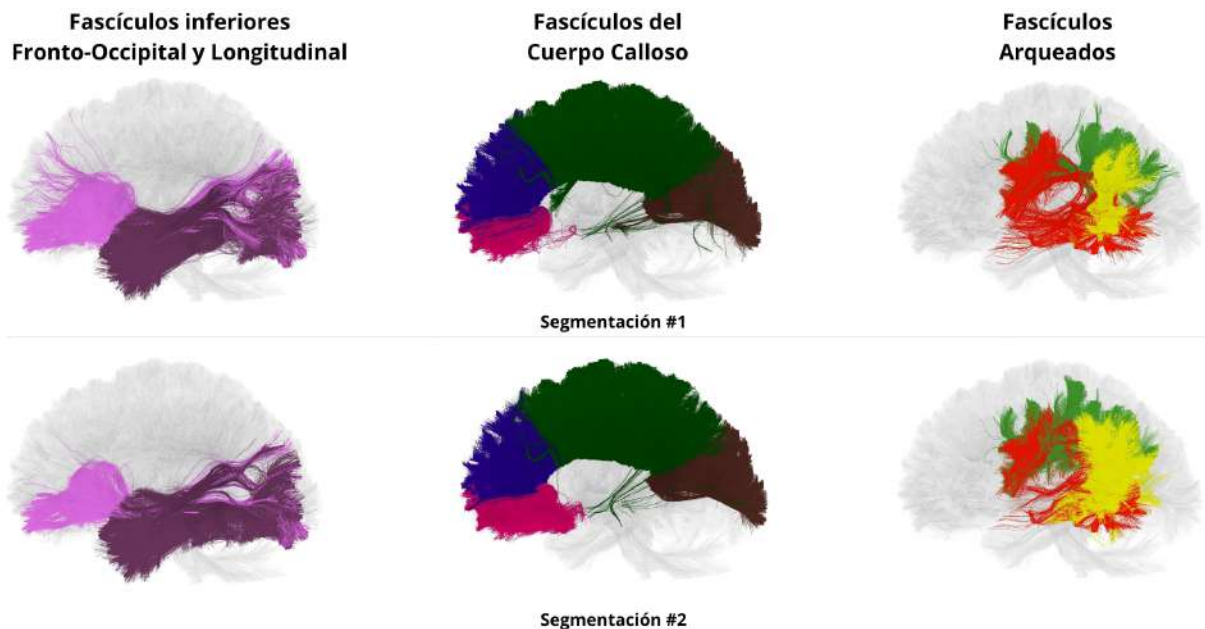 Fascículos inferiores
Fronto-Occipital y Longitudinal
Fascículos del
Cuerpo Calloso
Fascículos
Arqueados
Segmentación #1
Segmentación #2